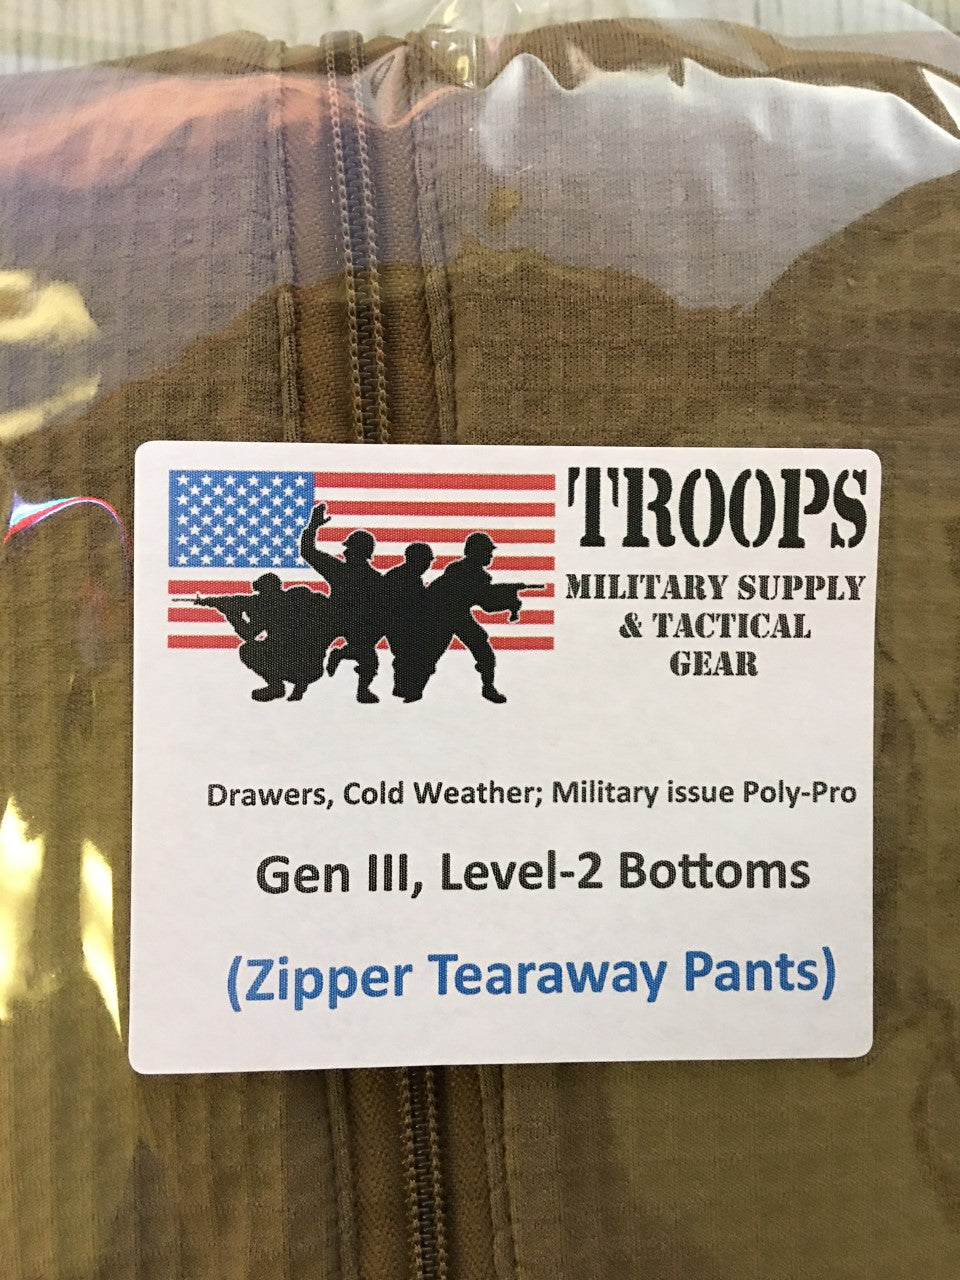 TROOPS
MILITARY SUPPLY
& TACTICAL
GEAR
Drawers, Cold Weather; Military issue Poly-Pro
Gen III, Level-2 Bottoms
(Zipper Tearaway Pants)